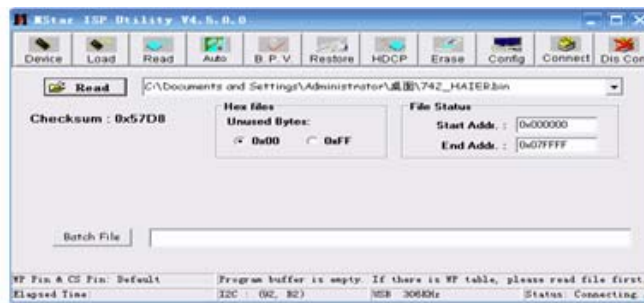 MStar ISP Utility V4.5.0.0
Device Load Read Auto B.P.V. Restore HDCP Erase Config Connect Dis Con
Read C:\Documents and Settings\Administrator\桌面\742_HAIER.bin
Checksum : 0x57D8
Hex files
Unused Bytes:
0x00 0xFF
File Status
Start Addr. : 0x000000
End Addr. : 0x07FFFF
Batch File
WP Pin & CS Pin: Default Program buffer is empty. If there is WP table, please read file first
Elapsed Time: I2C : (92, B2) USB 306KHz Status: Connecting